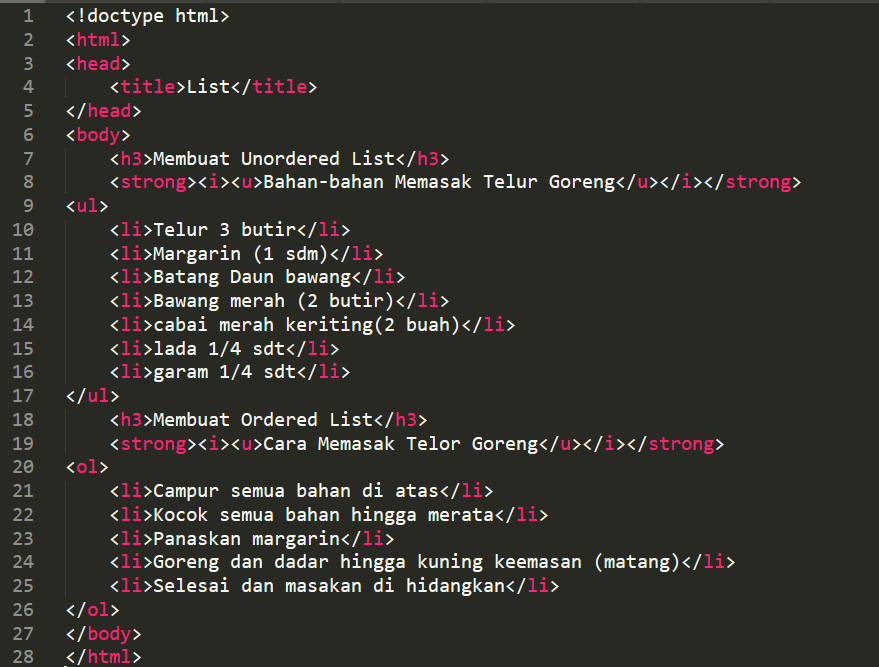 1 <!doctype html>
2 <html>
3 <head>
4     <title>List</title>
5 </head>
6 <body>
7     <h3>Membuat Unordered List</h3>
8     <strong><i><u>Bahan-bahan Memasak Telur Goreng</u></i></strong>
9 <ul>
10     <li>Telur 3 butir</li>
11     <li>Margarin (1 sdm)</li>
12     <li>Batang Daun bawang</li>
13     <li>Bawang merah (2 butir)</li>
14     <li>cabai merah keriting(2 buah)</li>
15     <li>lada 1/4 sdt</li>
16     <li>garam 1/4 sdt</li>
17 </ul>
18     <h3>Membuat Ordered List</h3>
19     <strong><i><u>Cara Memasak Telor Goreng</u></i></strong>
20 <ol>
21     <li>Campur semua bahan di atas</li>
22     <li>Kocok semua bahan hingga merata</li>
23     <li>Panaskan margarin</li>
24     <li>Goreng dan dadar hingga kuning keemasan (matang)</li>
25     <li>Selesai dan masakan di hidangkan</li>
26 </ol>
27 </body>
28 </html>